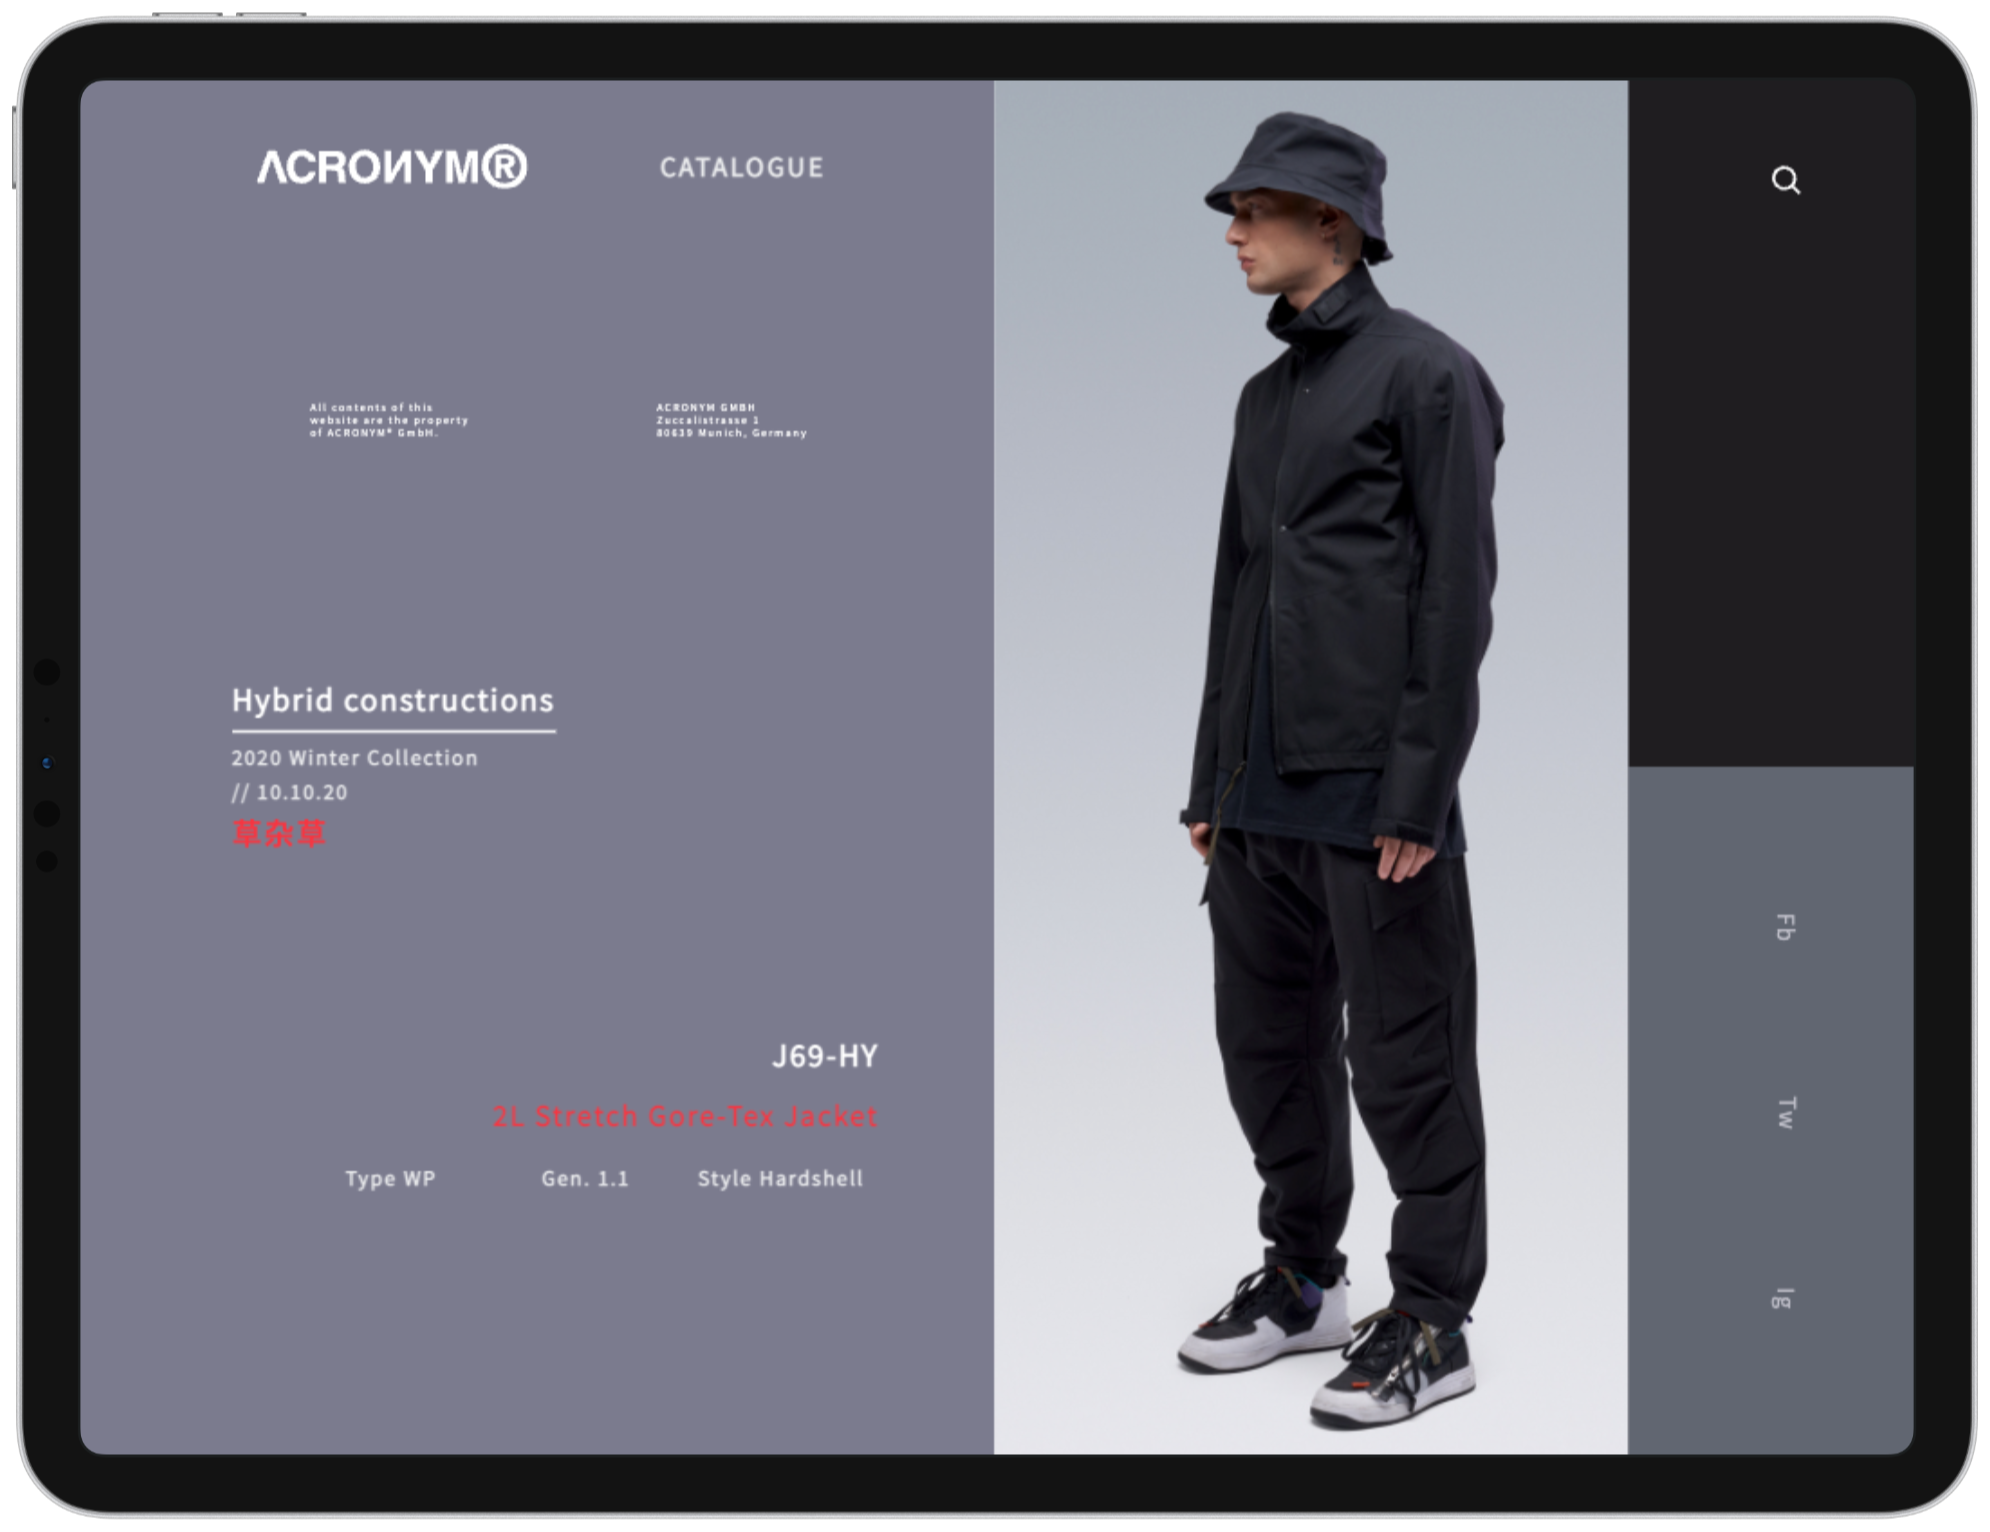 ACRONYM®
CATALOGUE
All contents of this
website are the property
of ACRONYM® GmbH.
ACRONYM GMBH
Zuccalistrasse 1
80639 Munich, Germany
Hybrid constructions
2020 Winter Collection
// 10.10.20
草杂草
J69-HY
2L Stretch Gore-Tex Jacket
Type WP
Gen. 1.1
Style Hardshell
Fb
Tw
Ig